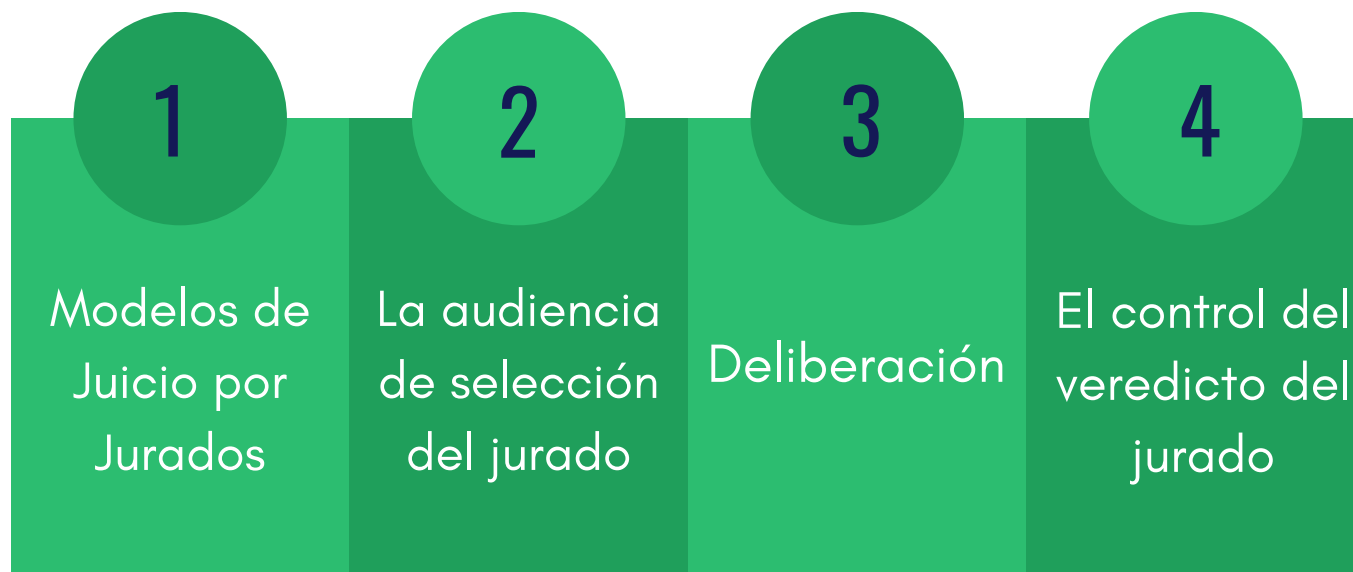 1
Modelos de
Juicio por
Jurados
2
La audiencia
de selección
del jurado
3
Deliberación
4
El control del
veredicto del
jurado